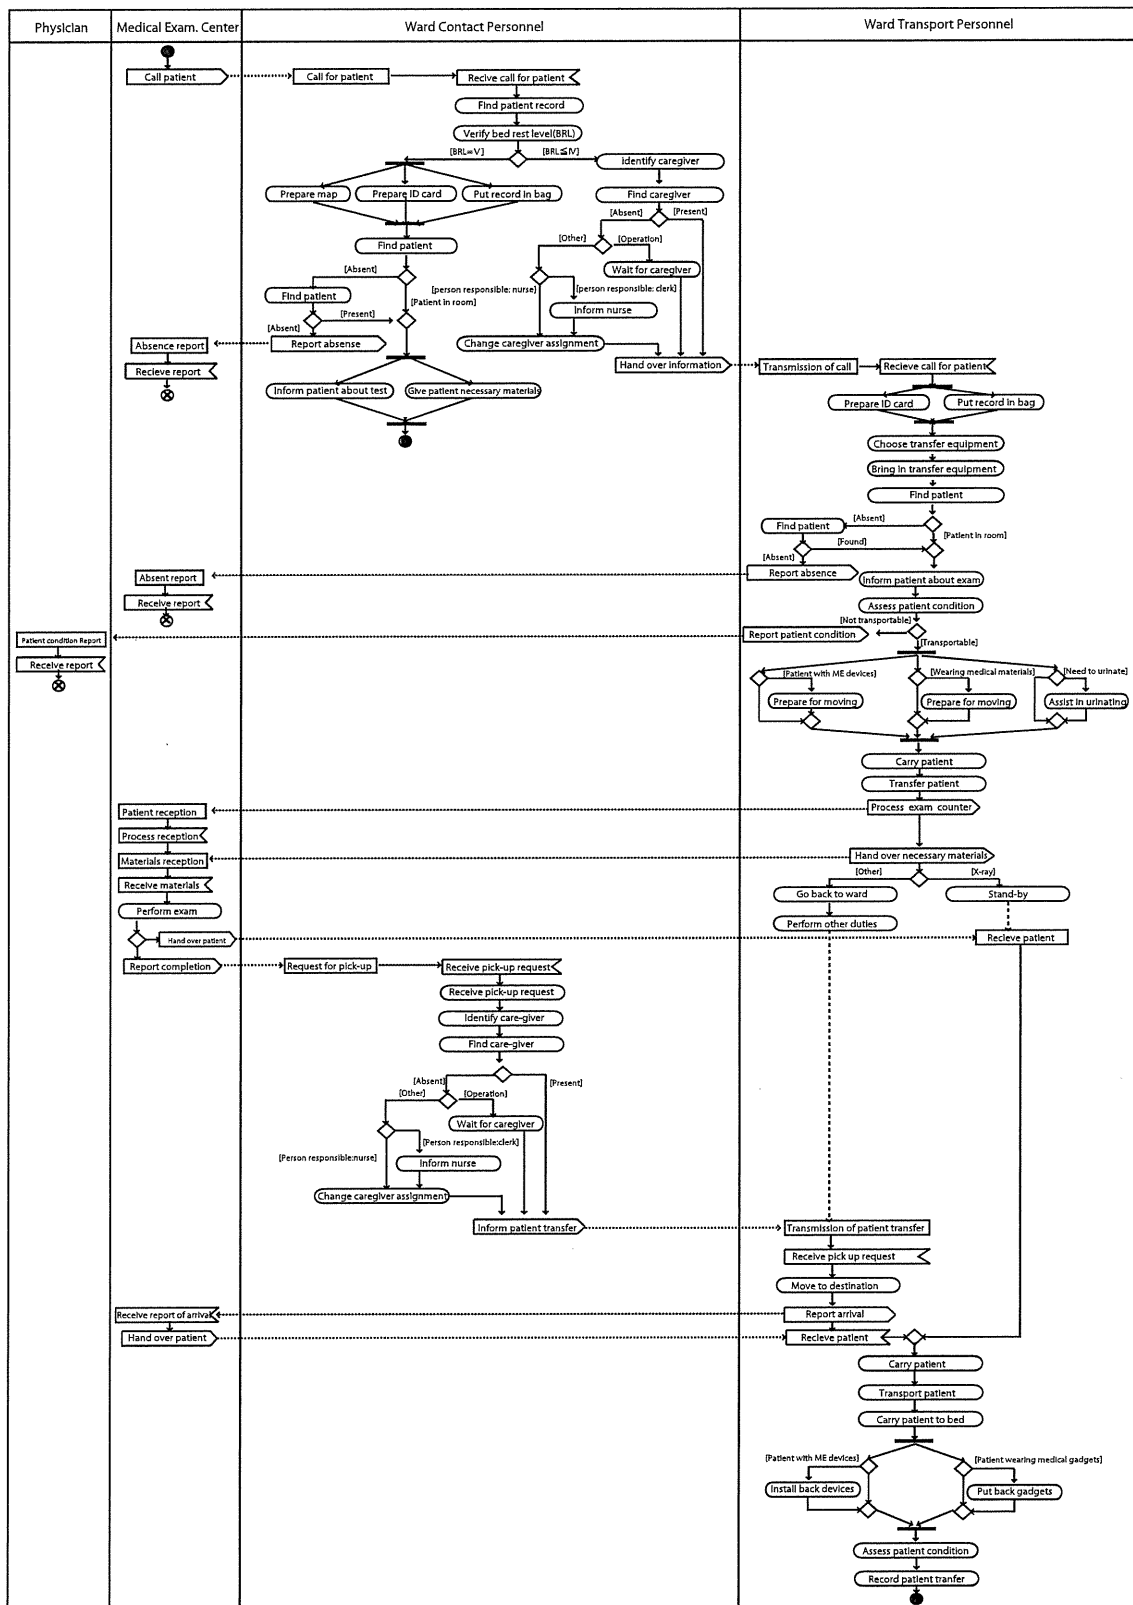 Physician
Medical Exam. Center
Ward Contact Personnel
Ward Transport Personnel
Call patient
Call for patient
Recive call for patient
Find patient record
Verify bed rest level(BRL)
[BRL=V]
[BRL≦IV]
Identify caregiver
Prepare map
Prepare ID card
Put record in bag
Find caregiver
[Absent]
[Present]
[Other]
[Operation]
Find patient
Wait for caregiver
[Absent]
[person responsible: nurse]
[person responsible: clerk]
Find patient
[Patient in room]
Inform nurse
[Present]
[Absent]
Absence report
Report absense
Change caregiver assignment
Hand over information
Transmission of call
Recieve call for patient
Recieve report
Inform patient about test
Give patient necessary materials
Prepare ID card
Put record in bag
Choose transfer equipment
Bring in transfer equipment
Find patient
[Absent]
Find patient
[Patient in room]
[Found]
[Absent]
Absent report
Report absence
Inform patient about exam
Receive report
Assess patient condition
[Not transportable]
Patient condition Report
Report patient condition
[Transportable]
Receive report
[Patient with ME devices]
[Wearing medical materials]
[Need to urinate]
Prepare for moving
Prepare for moving
Assist in urinating
Carry patient
Transfer patient
Patient reception
Process exam counter
Process reception
Materials reception
Hand over necessary materials
[Other]
[X-ray]
Receive materials
Go back to ward
Stand-by
Perform exam
Perform other duties
Hand over patient
Recieve patient
Report completion
Request for pick-up
Receive pick-up request
Receive pick-up request
Identify care-giver
Find care-giver
[Absent]
[Present]
[Other]
[Operation]
Wait for caregiver
[Person responsible:clerk]
[Person responsible:nurse]
Inform nurse
Change caregiver assignment
Inform patient transfer
Transmission of patient transfer
Receive pick up request
Move to destination
Receive report of arrival
Report arrival
Hand over patient
Recieve patient
Carry patient
Transport patient
Carry patient to bed
[Patient with ME devices]
[Patient wearing medical gadgets]
Install back devices
Put back gadgets
Assess patient condition
Record patient tranfer